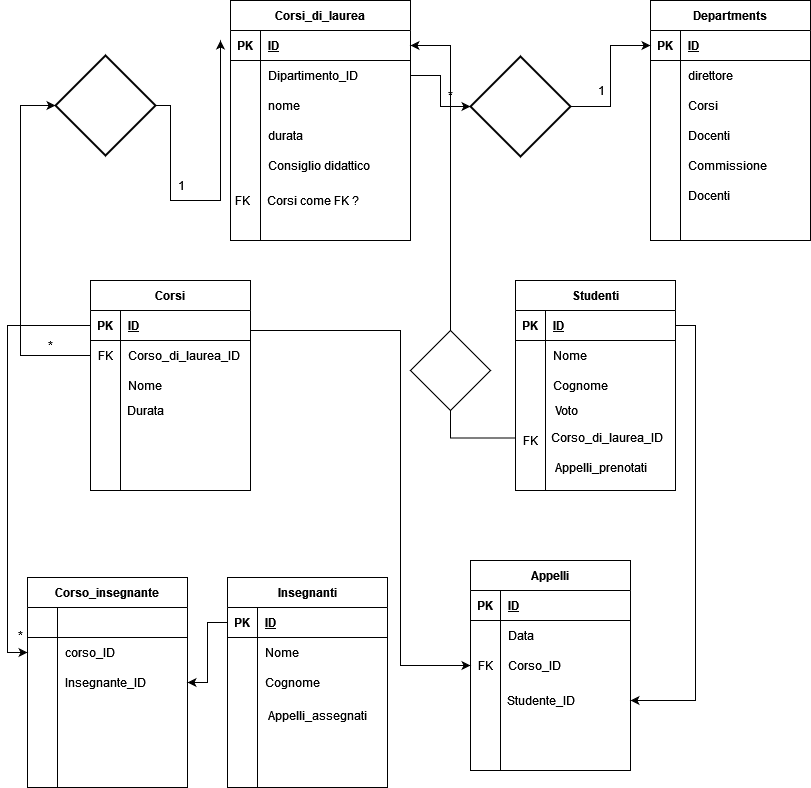 Corsi_di_laurea
PK ID
Dipartimento_ID
nome
durata
Consiglio didattico
FK Corsi come FK ?
Departments
PK ID
direttore
Corsi
Docenti
Commissione
Docenti
*
1
1
Corsi
PK ID
FK Corso_di_laurea_ID
Nome
Durata
*
Studenti
PK ID
Nome
Cognome
Voto
FK Corso_di_laurea_ID
Appelli_prenotati
Corso_insegnante
corso_ID
Insegnante_ID
*
Insegnanti
PK ID
Nome
Cognome
Appelli_assegnati
Appelli
PK ID
Data
FK Corso_ID
Studente_ID